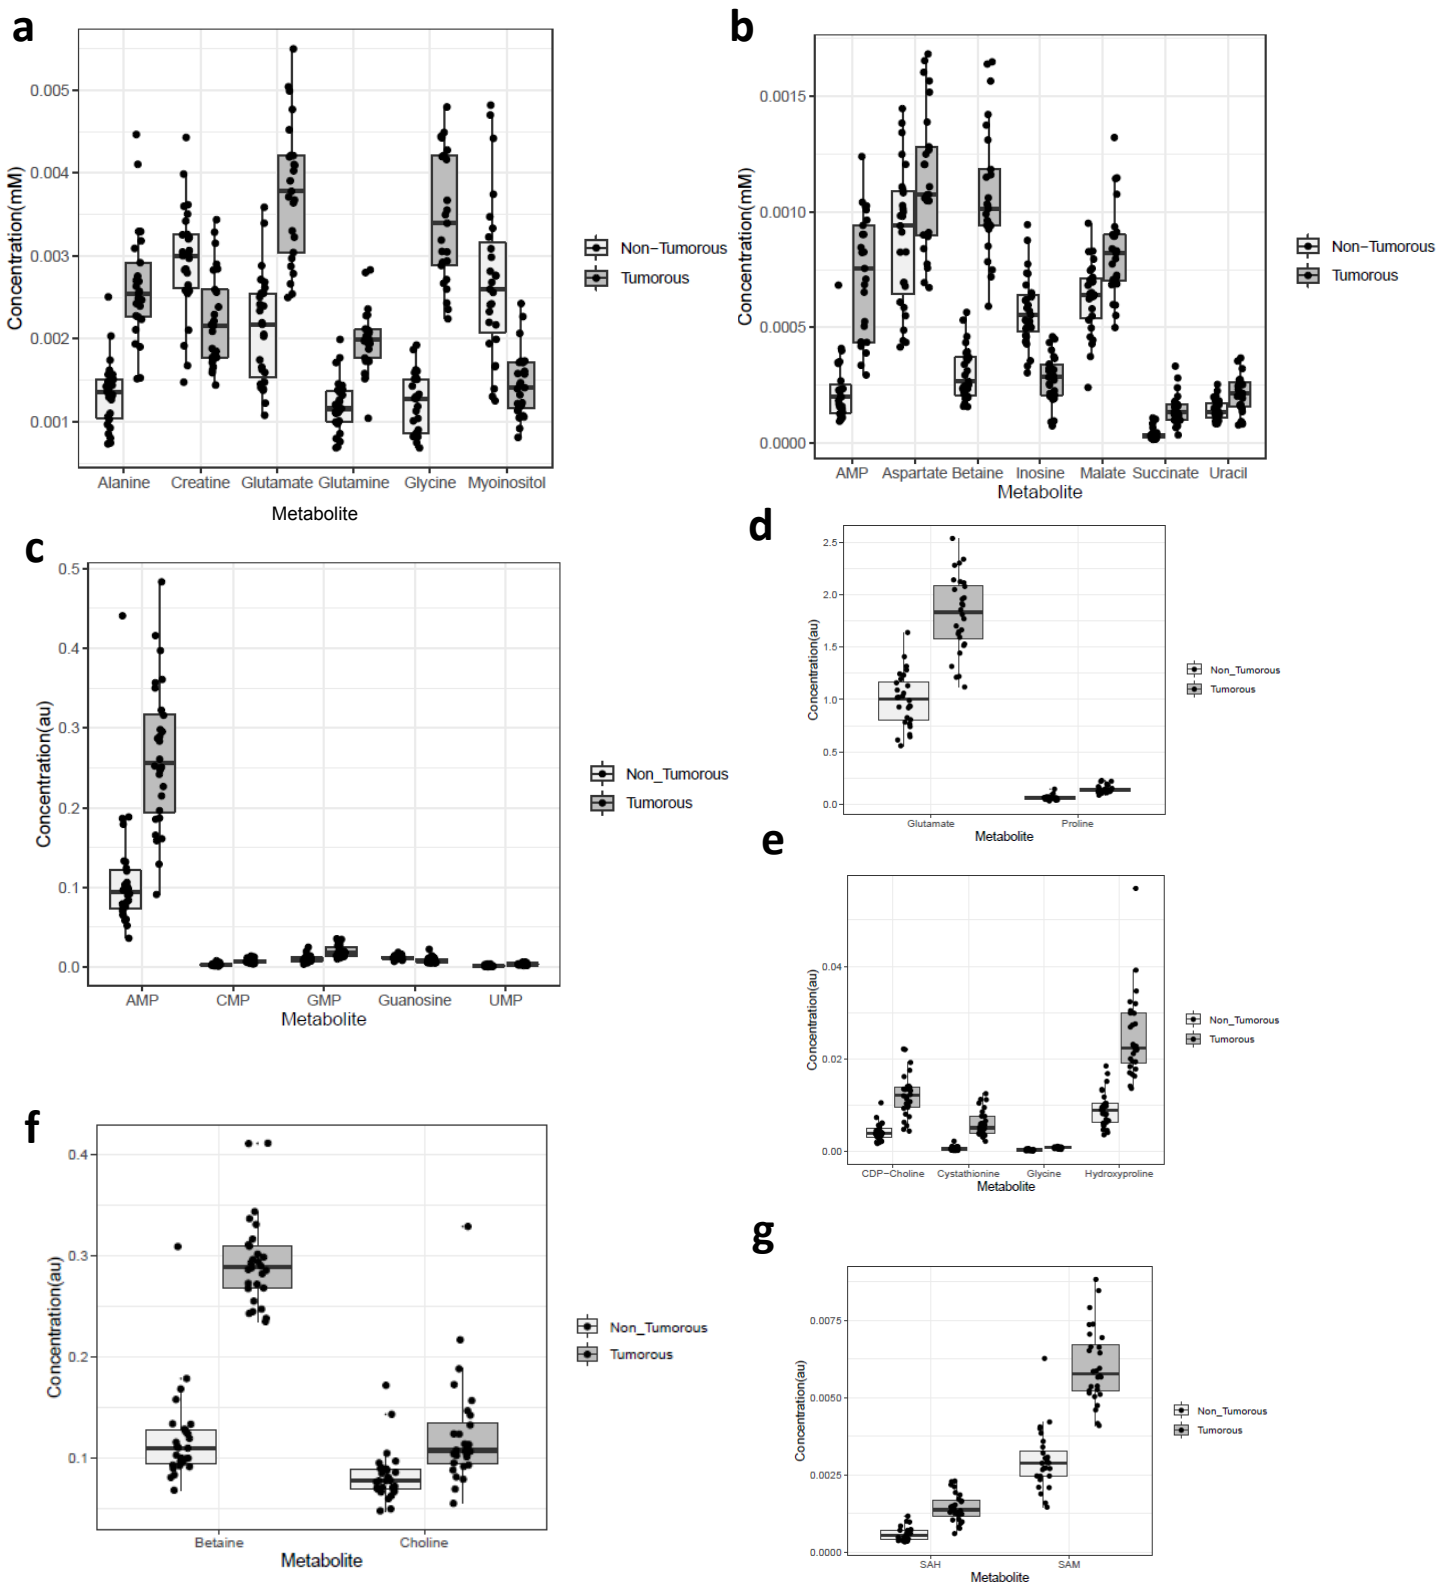 a
0.005
0.004
0.003
0.002
0.001
Concentration(mM)
Alanine Creatine Glutamate Glutamine Glycine Myoinositol
Metabolite
Non-Tumorous
Tumorous
b
0.0015
0.0010
0.0005
0.0000
Concentration(mM)
AMP Aspartate Betaine Inosine Malate Succinate Uracil
Metabolite
Non-Tumorous
Tumorous
c
0.5
0.4
0.3
0.2
0.1
0.0
Concentration(au)
AMP CMP GMP Guanosine UMP
Metabolite
Non_Tumorous
Tumorous
d
2.5
2.0
1.5
1.0
0.5
0.0
Concentration(au)
Glutamate Proline
Metabolite
Non_Tumorous
Tumorous
e
0.04
0.02
0.00
Concentration(au)
CDP-Choline Cystathionine Glycine Hydroxyproline
Metabolite
Non_Tumorous
Tumorous
f
0.4
0.3
0.1
0.1
Concentration(au)
Betaine Choline
Metabolite
Non_Tumorous
Tumorous
g
0.0075
0.0050
0.0025
0.0000
Concentration(au)
SAH SAM
Metabolite
Non_Tumorous
Tumorous